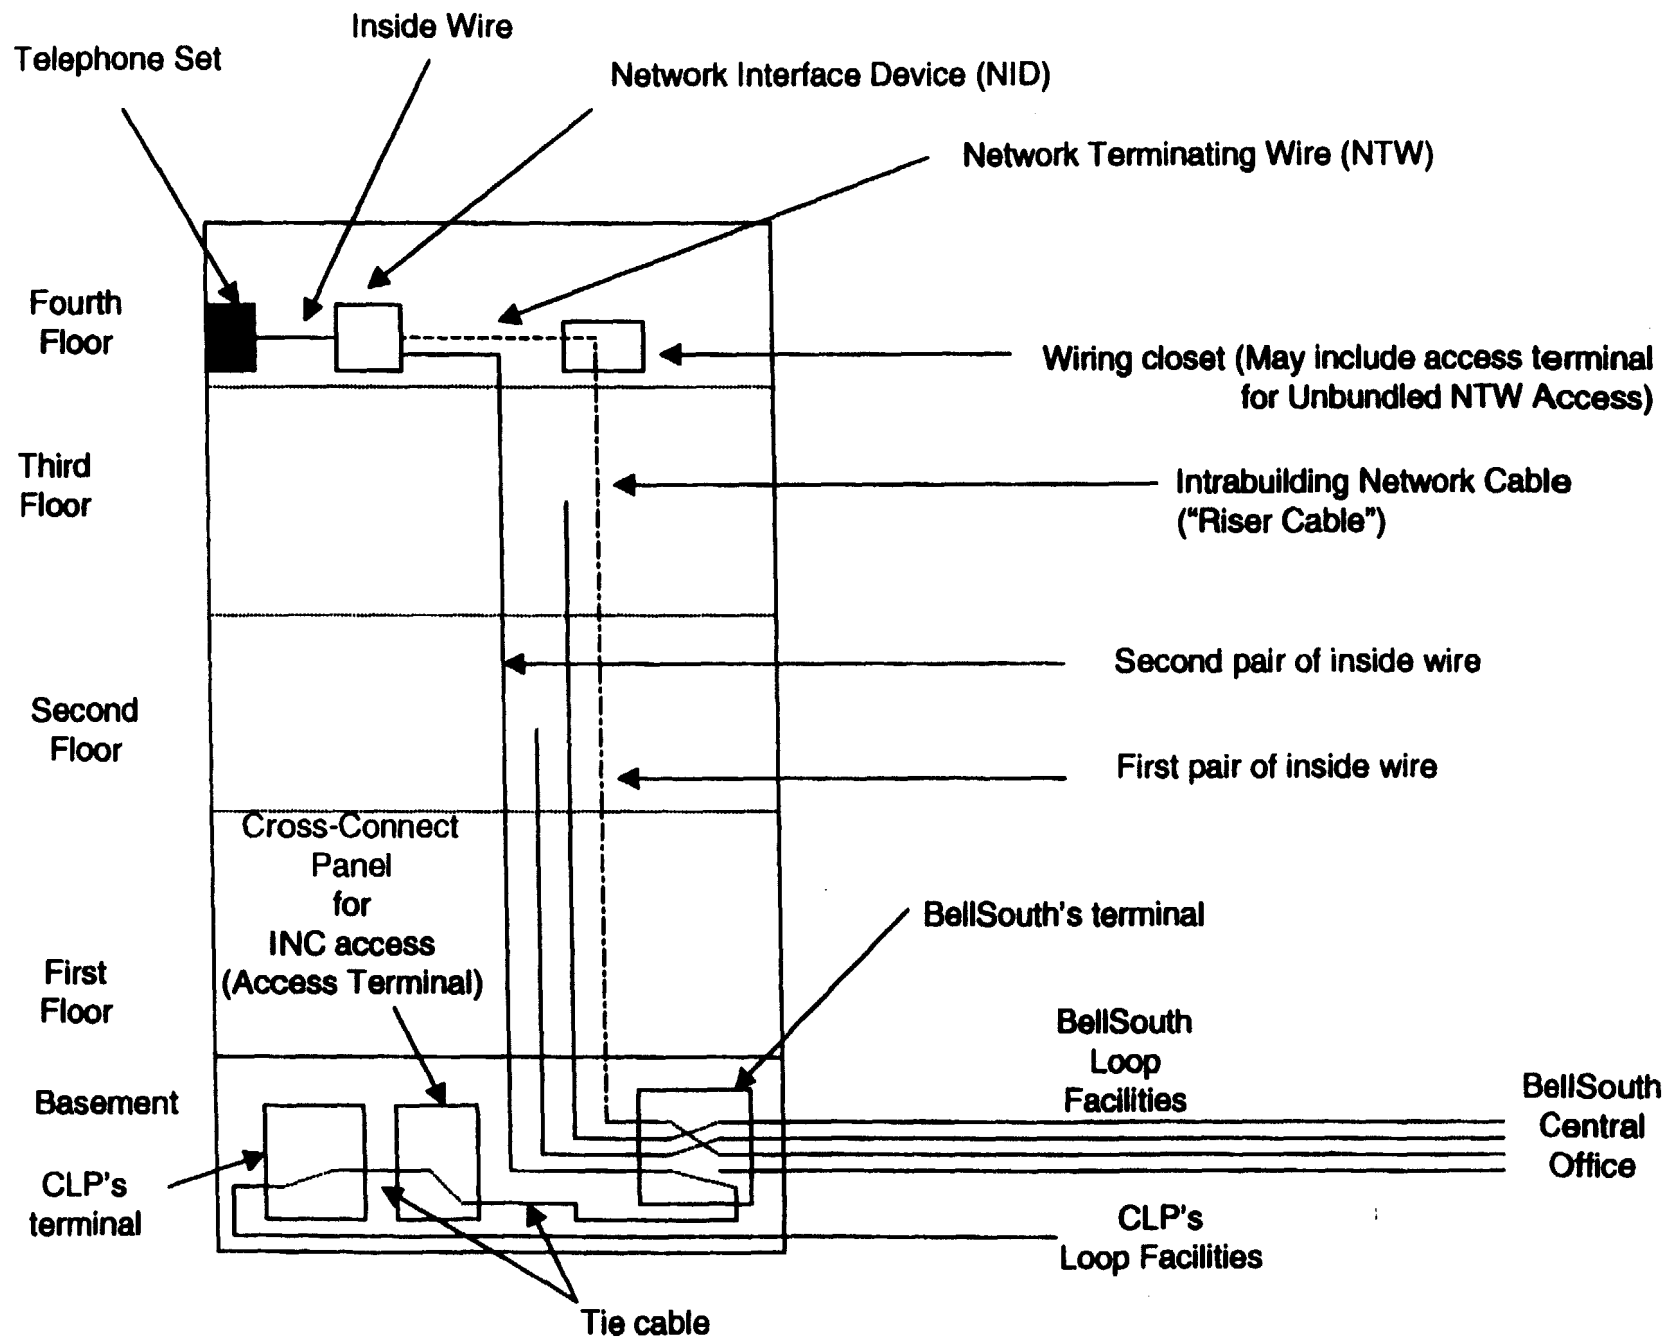 Inside Wire
Telephone Set
Network Interface Device (NID)
Network Terminating Wire (NTW)
Fourth
Floor
Wiring closet (May include access terminal
for Unbundled NTW Access)
Third
Floor
Intrabuilding Network Cable
("Riser Cable")
Second pair of inside wire
Second
Floor
First pair of inside wire
Cross-Connect
Panel
for
INC access
(Access Terminal)
BellSouth's terminal
First
Floor
BellSouth
Loop
Facilities
Basement
BellSouth
Central
Office
CLP's
terminal
CLP's
Loop Facilities
Tie cable